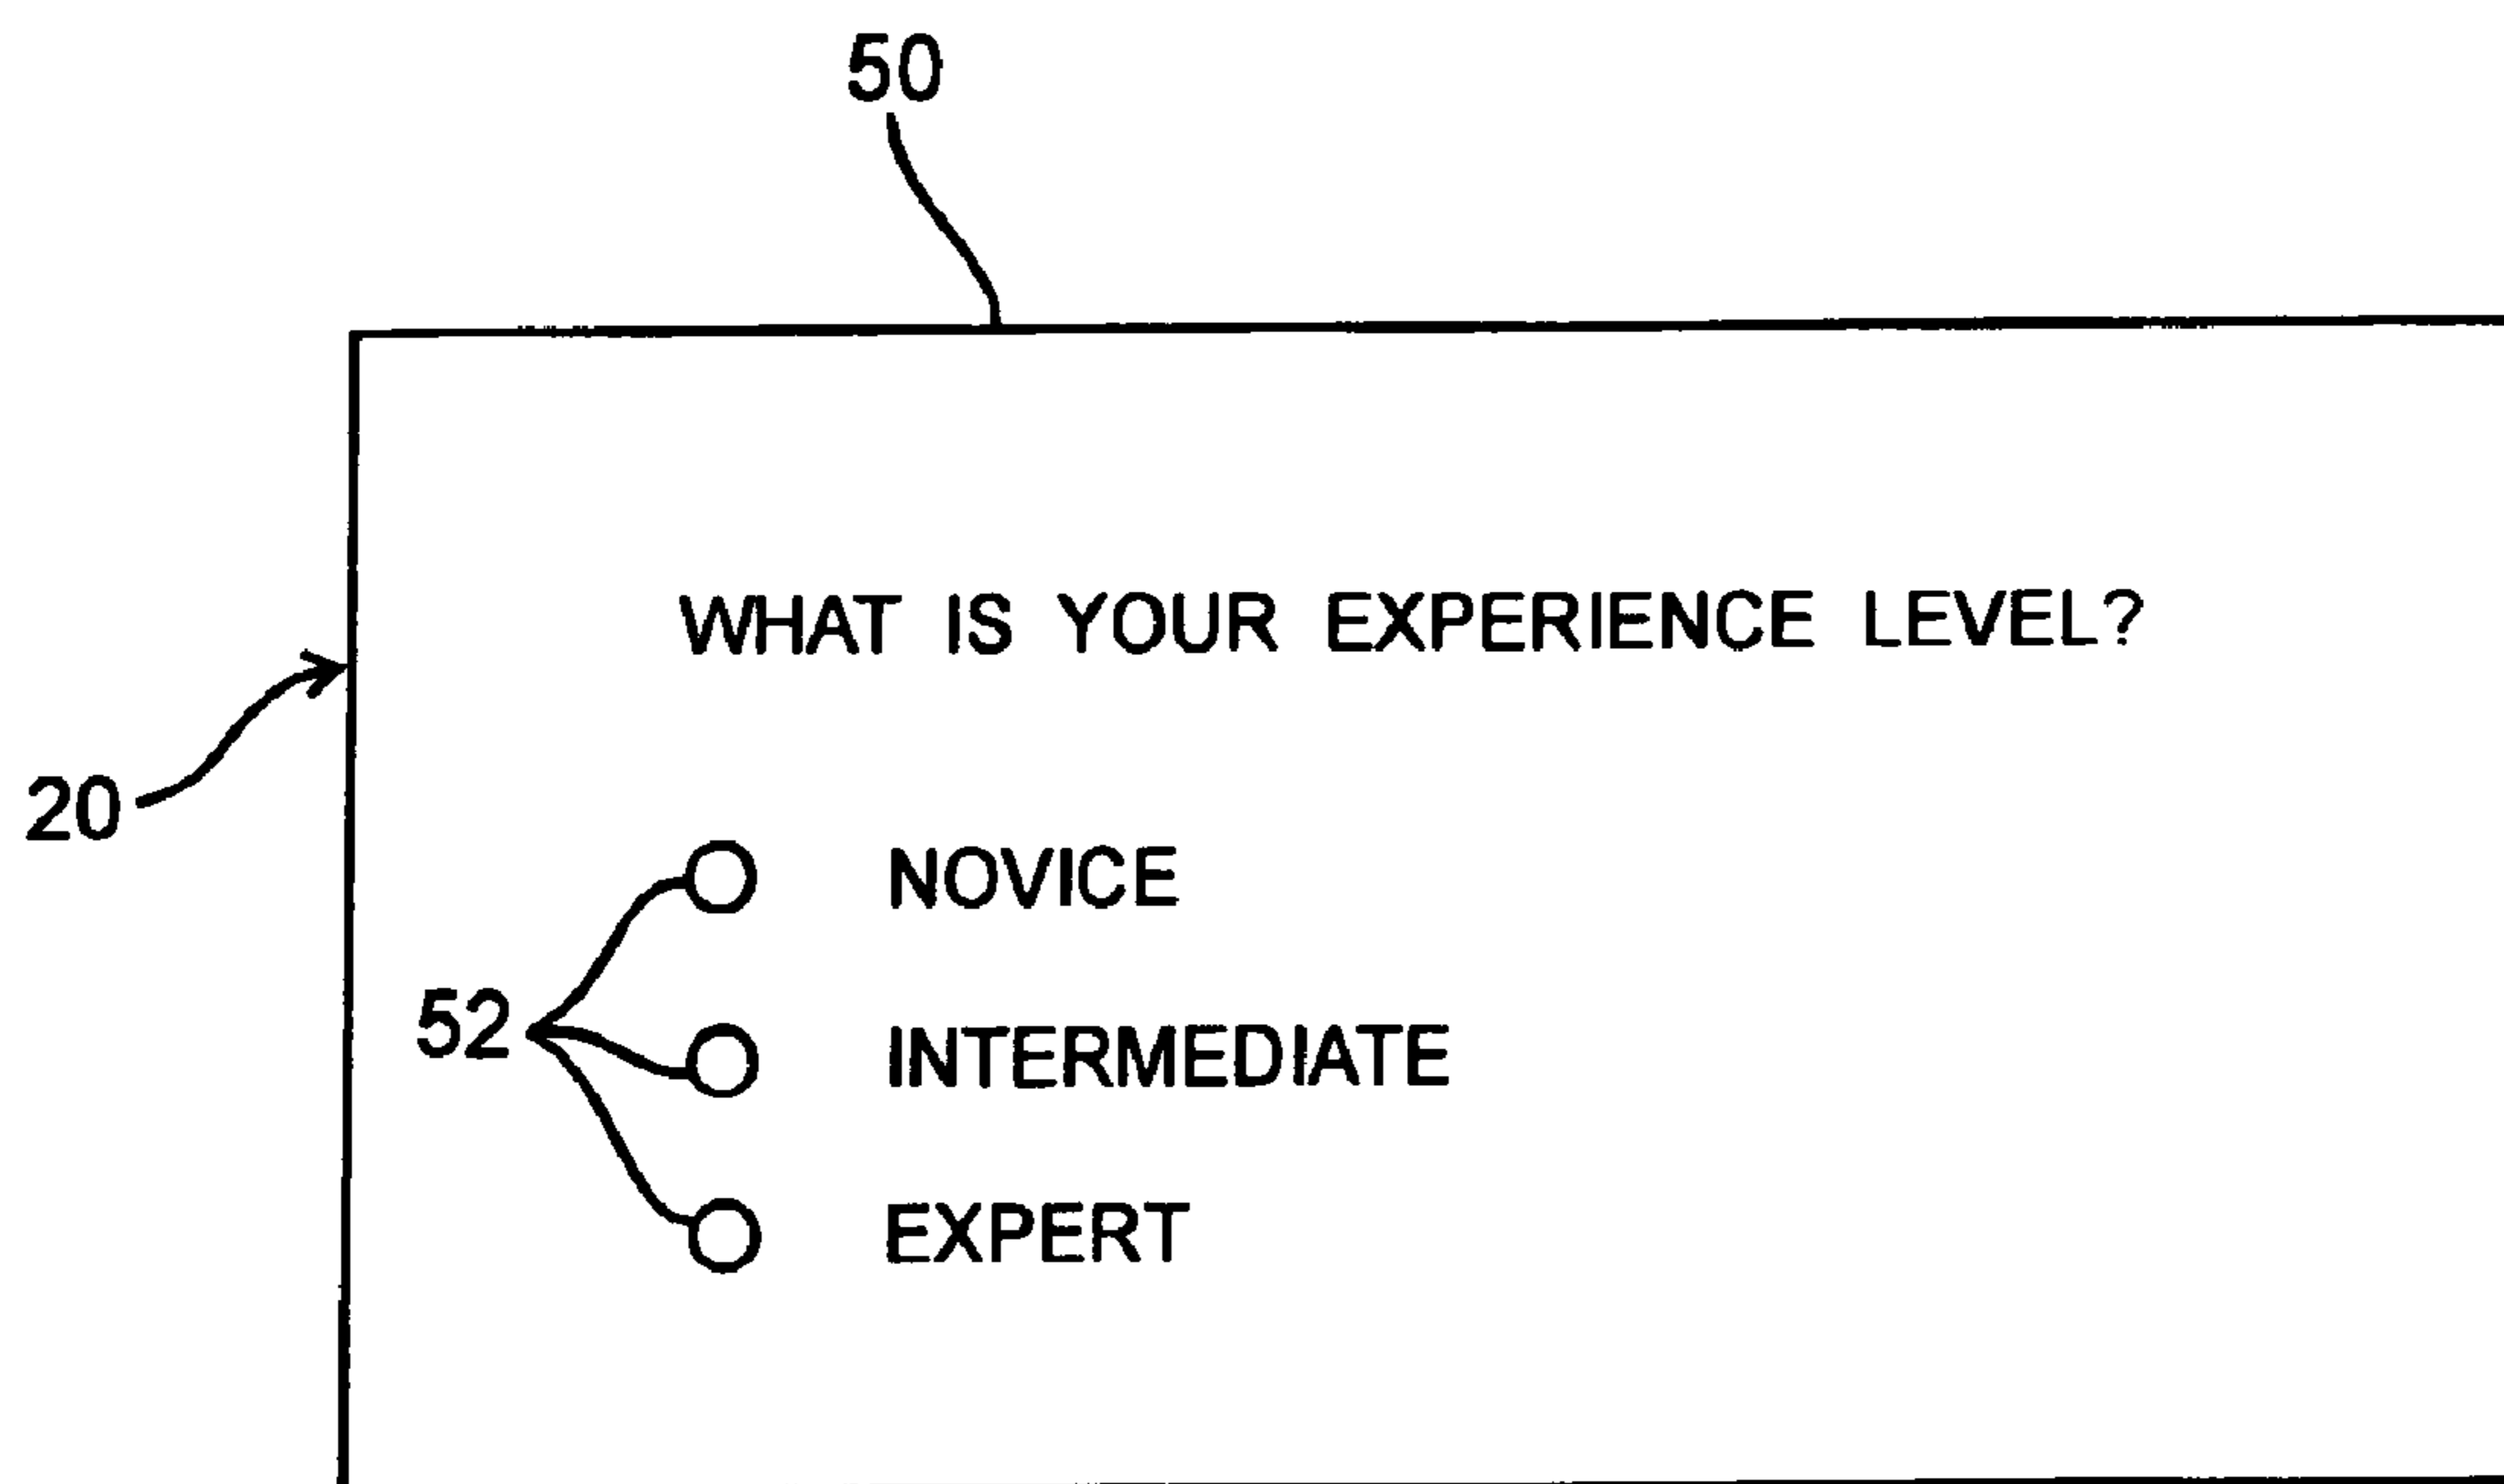 50
WHAT IS YOUR EXPERIENCE LEVEL?
20
NOVICE
52
INTERMEDIATE
EXPERT